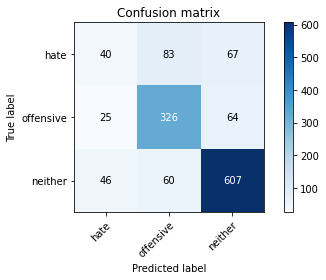 Confusion matrix
True label
hate
offensive
neither
40 83 67
25 326 64
46 60 607
hate
offensive
neither
Predicted label
600
500
400
300
200
100